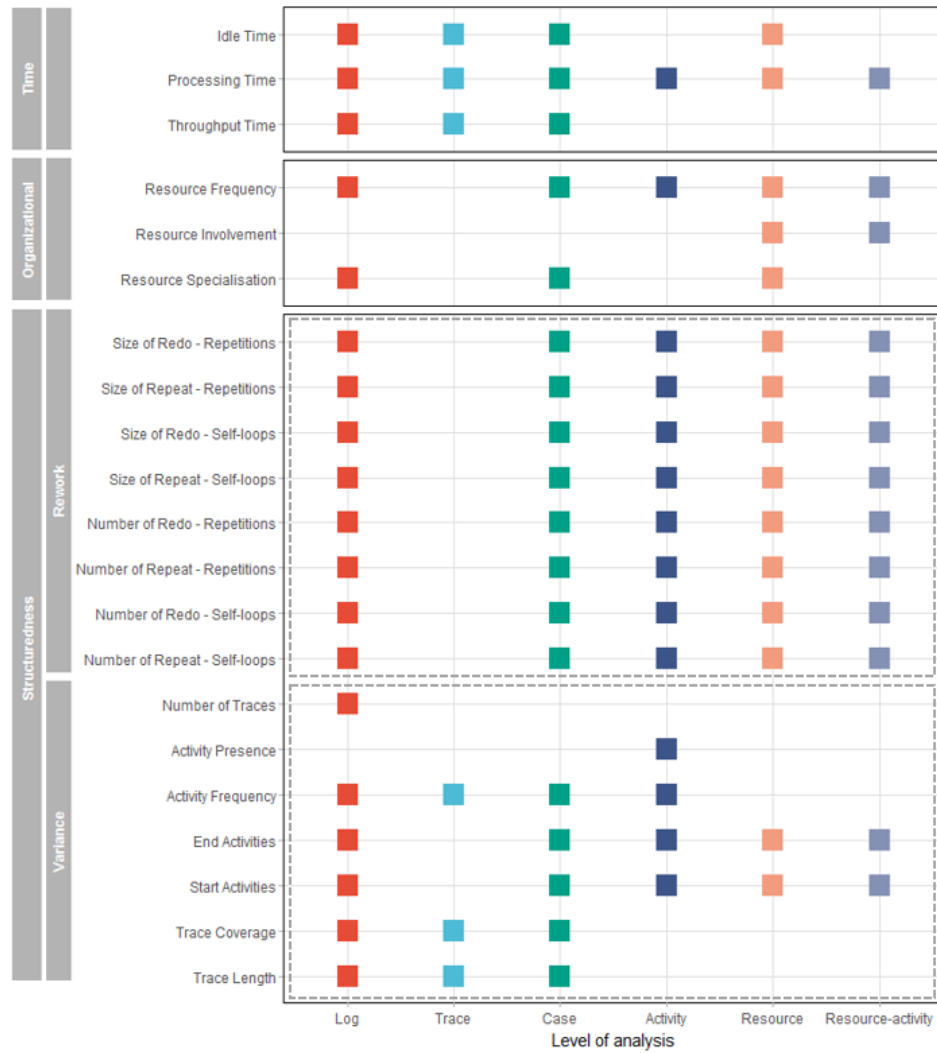 Time
Idle Time
Processing Time
Throughput Time
Organizational
Resource Frequency
Resource Involvement
Resource Specialisation
Structuredness
Rework
Size of Redo - Repetitions
Size of Repeat - Repetitions
Size of Redo - Self-loops
Size of Repeat - Self-loops
Number of Redo - Repetitions
Number of Repeat - Repetitions
Number of Redo - Self-loops
Number of Repeat - Self-loops
Variance
Number of Traces
Activity Presence
Activity Frequency
End Activities
Start Activities
Trace Coverage
Trace Length
Log Trace Case Activity Resource Resource-activity
Level of analysis